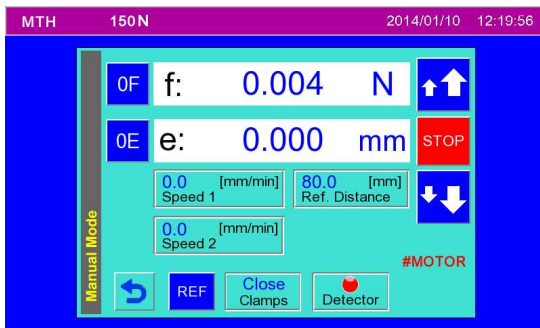 MTH 150N 2014/01/10 12:19:56
0F f: 0.004 N
0E e: 0.000 mm STOP
0.0 [mm/min] 80.0 [mm]
Speed 1 Ref. Distance
0.0 [mm/min]
Speed 2
#MOTOR
Manual Mode
REF Close Detector
Clamps